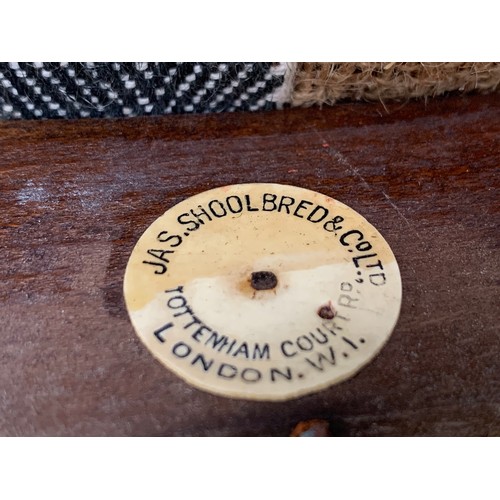 JAS. SHOOLBRED & Co. LTD
TOTTENHAM COURT RD.,
LONDON. W.1.